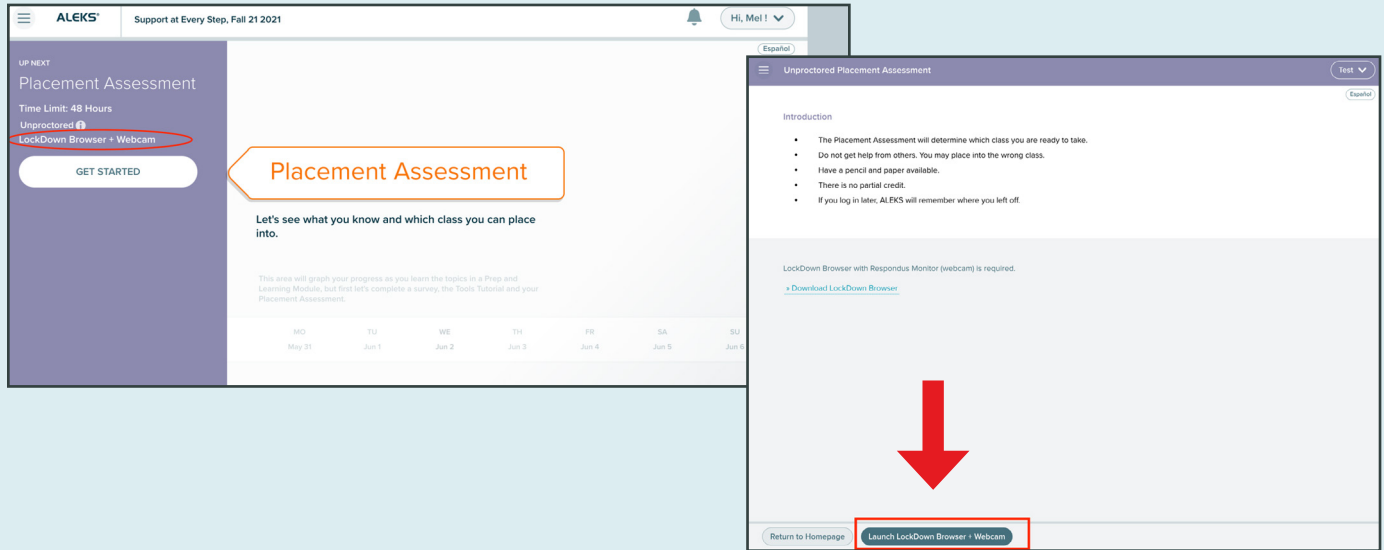 ALEKS®
Support at Every Step, Fall 21 2021
Hi, Mel !
Español
UP NEXT
Placement Assessment
Time Limit: 48 Hours
Unproctored
LockDown Browser + Webcam
GET STARTED
Placement Assessment
Let's see what you know and which class you can place
into.
This area will graph your progress as you learn the topics in a Prep and
Learning Module, but first let's complete a survey, the Tools Tutorial and your
Placement Assessment.
MO TU WE TH FR SA SU
May 31 Jun 1 Jun 2 Jun 3 Jun 4 Jun 5 Jun 6
Unproctored Placement Assessment
Test
Español
Introduction
• The Placement Assessment will determine which class you are ready to take.
• Do not get help from others. You may place into the wrong class.
• Have a pencil and paper available.
• There is no partial credit.
• If you log in later, ALEKS will remember where you left off.
LockDown Browser with Respondus Monitor (webcam) is required.
» Download LockDown Browser
Return to Homepage
Launch LockDown Browser + Webcam